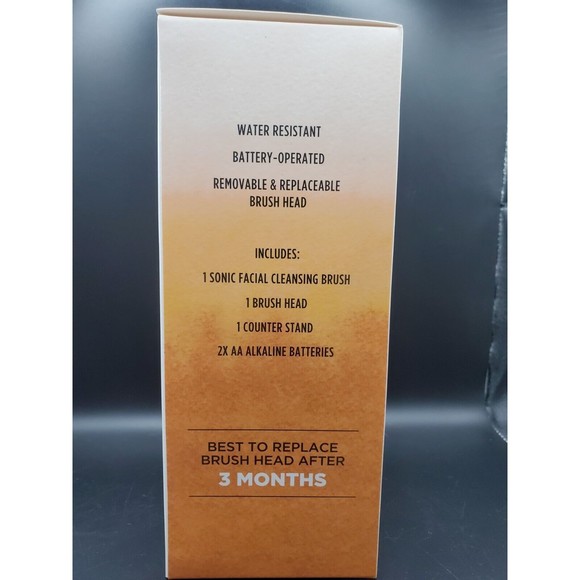 WATER RESISTANT
BATTERY-OPERATED
REMOVABLE & REPLACEABLE
BRUSH HEAD
INCLUDES:
1 SONIC FACIAL CLEANSING BRUSH
1 BRUSH HEAD
1 COUNTER STAND
2X AA ALKALINE BATTERIES
BEST TO REPLACE
BRUSH HEAD AFTER
3 MONTHS